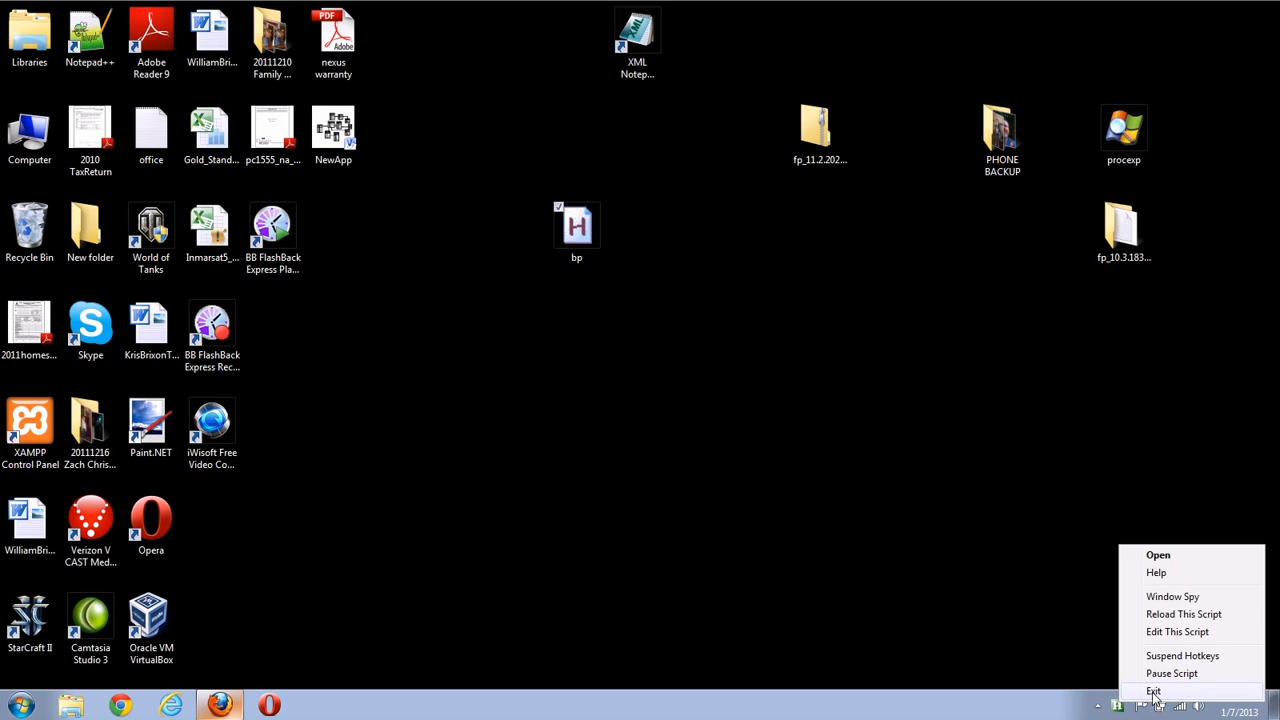 Libraries
Notepad++
Adobe
Reader 9
WilliamBri...
20111210
Family ...
PDF
Adobe
nexus
warranty
XML
XML
Notep...
Computer
2010
TaxReturn
office
Gold_Stand...
pc1555_na_...
NewApp
fp_11.2.202...
PHONE
BACKUP
procexp
Recycle Bin
New folder
World of
Tanks
Inmarsat5_...
BB FlashBack
Express Pla...
H
bp
fp_10.3.183...
2011homes...
Skype
KrisBrixonT...
BB FlashBack
Express Rec...
XAMPP
Control Panel
20111216
Zach Chris...
Paint.NET
iWisoft Free
Video Co...
WilliamBri...
Verizon V
CAST Med...
Opera
StarCraft II
Camtasia
Studio 3
Oracle VM
VirtualBox
Open
Help
Window Spy
Reload This Script
Edit This Script
Suspend Hotkeys
Pause Script
Exit
1/7/2013